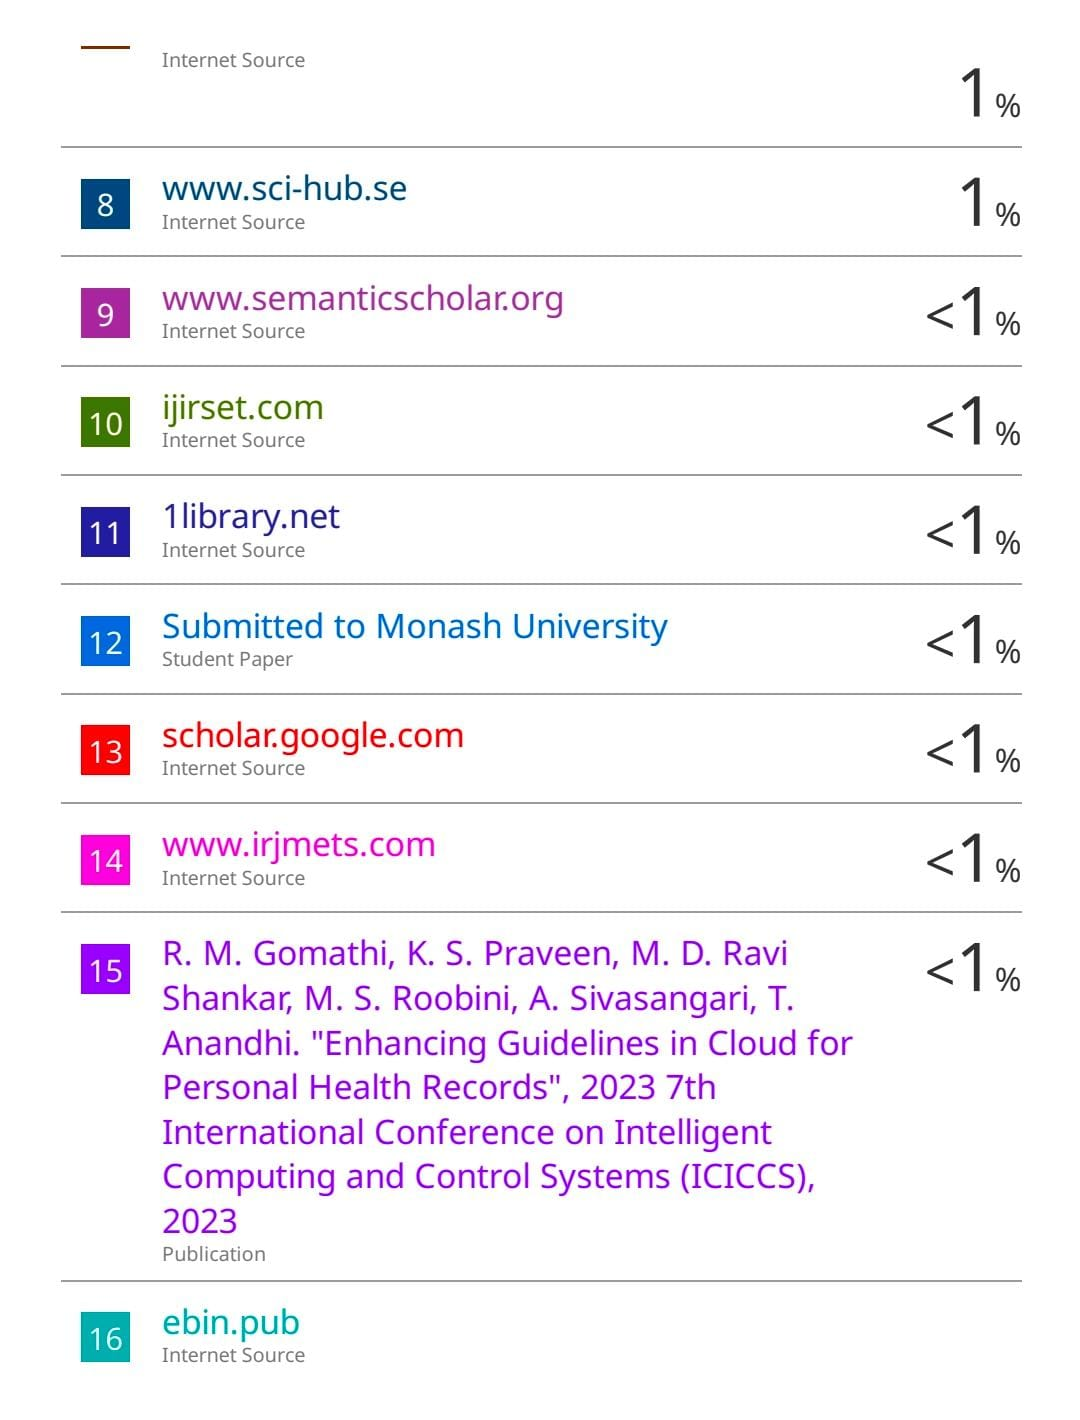 Internet Source
1%
8 www.sci-hub.se 1%
Internet Source
9 www.semanticscholar.org <1%
Internet Source
10 ijirset.com <1%
Internet Source
11 1library.net <1%
Internet Source
12 Submitted to Monash University <1%
Student Paper
13 scholar.google.com <1%
Internet Source
14 www.irjmets.com <1%
Internet Source
15 R. M. Gomathi, K. S. Praveen, M. D. Ravi <1%
Shankar, M. S. Roobini, A. Sivasangari, T.
Anandhi. "Enhancing Guidelines in Cloud for
Personal Health Records", 2023 7th
International Conference on Intelligent
Computing and Control Systems (ICICCS),
2023
Publication
16 ebin.pub
Internet Source